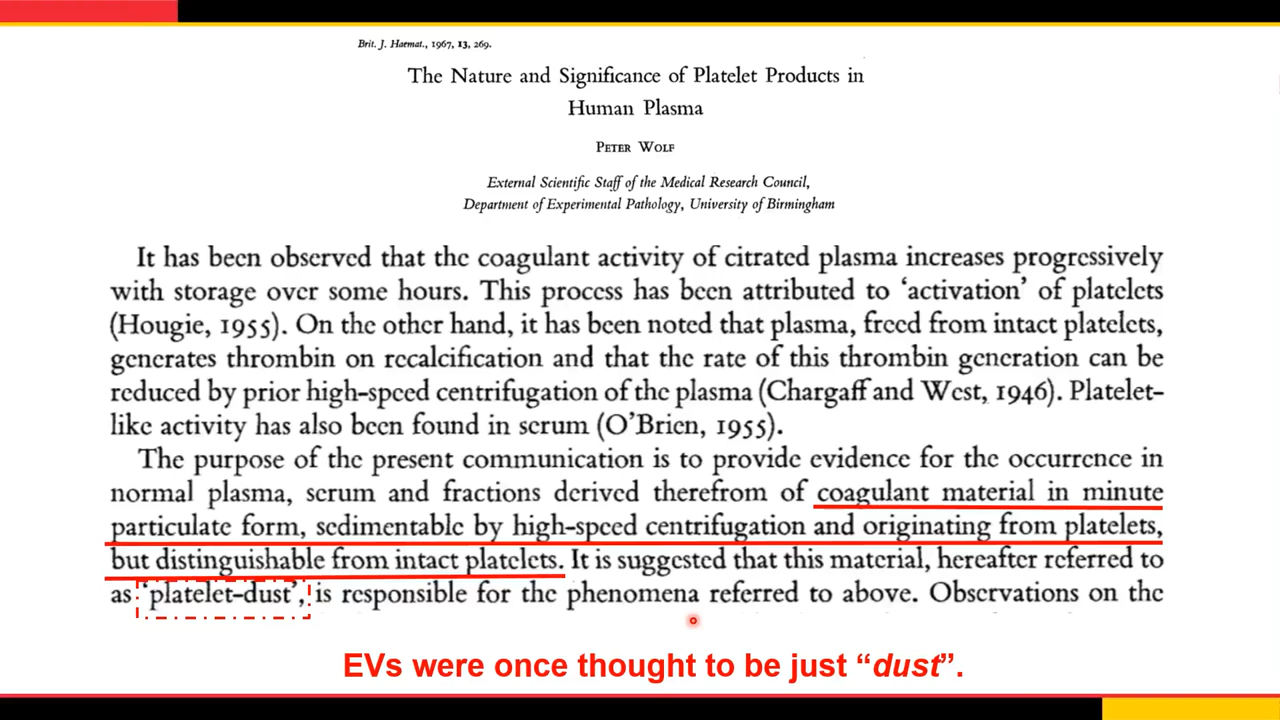 Brit. J. Haemat., 1967, 13, 269.
The Nature and Significance of Platelet Products in
Human Plasma
PETER WOLF
External Scientific Staff of the Medical Research Council,
Department of Experimental Pathology, University of Birmingham
It has been observed that the coagulant activity of citrated plasma increases progressively
with storage over some hours. This process has been attributed to ‘activation’ of platelets
(Hougie, 1955). On the other hand, it has been noted that plasma, freed from intact platelets,
generates thrombin on recalcification and that the rate of this thrombin generation can be
reduced by prior high-speed centrifugation of the plasma (Chargaff and West, 1946). Platelet-
like activity has also been found in serum (O’Brien, 1955).
The purpose of the present communication is to provide evidence for the occurrence in
normal plasma, serum and fractions derived therefrom of coagulant material in minute
particulate form, sedimentable by high-speed centrifugation and originating from platelets,
but distinguishable from intact platelets. It is suggested that this material, hereafter referred to
as ‘platelet-dust’, is responsible for the phenomena referred to above. Observations on the
EVs were once thought to be just “dust”.